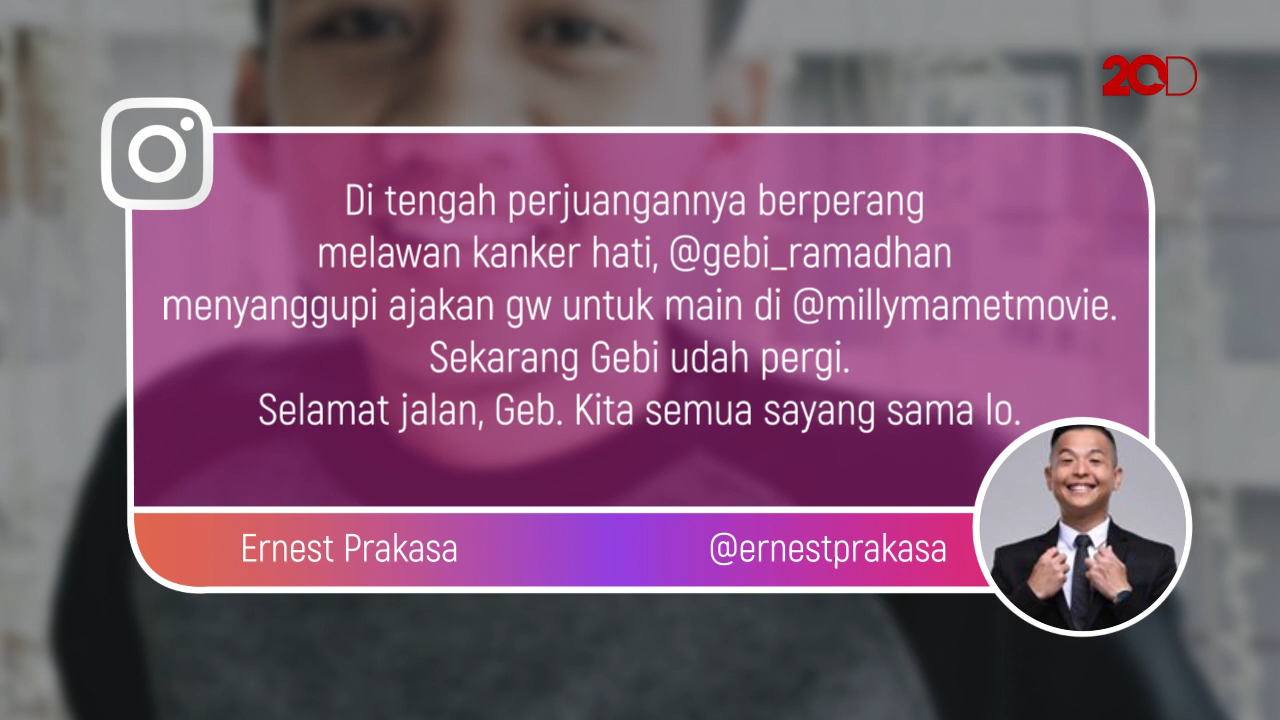 20D
Di tengah perjuangannya berperang
melawan kanker hati, @gebi_ramadhan
menyanggupi ajakan gw untuk main di @millymametmovie.
Sekarang Gebi udah pergi.
Selamat jalan, Geb. Kita semua sayang sama lo.
Ernest Prakasa @ernestprakasa